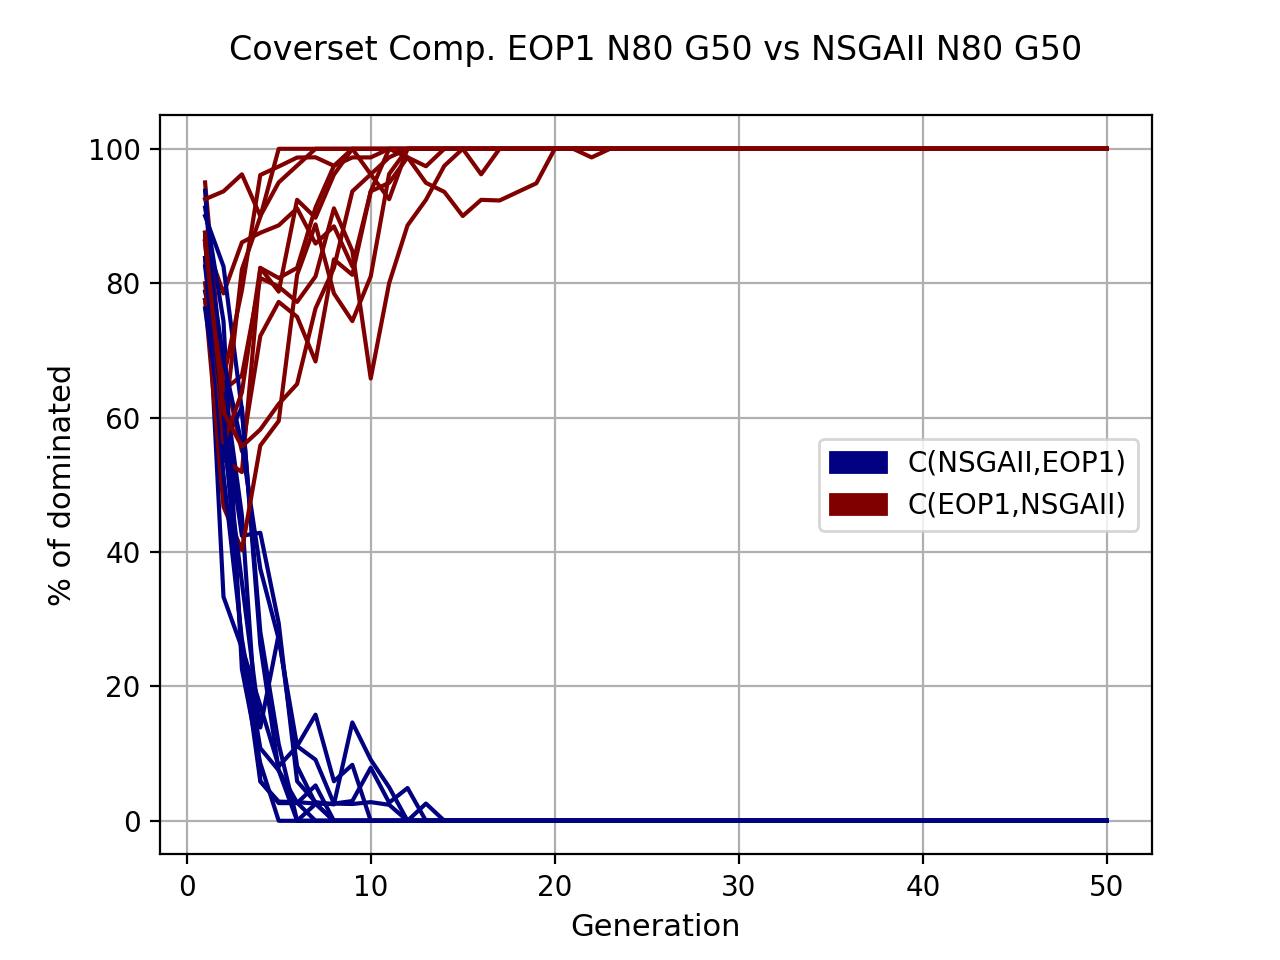 Coverset Comp. EOP1 N80 G50 vs NSGAII N80 G50
100
80
60
40
20
0
% of dominated
C(NSGAII,EOP1)
C(EOP1,NSGAII)
0 10 20 30 40 50
Generation